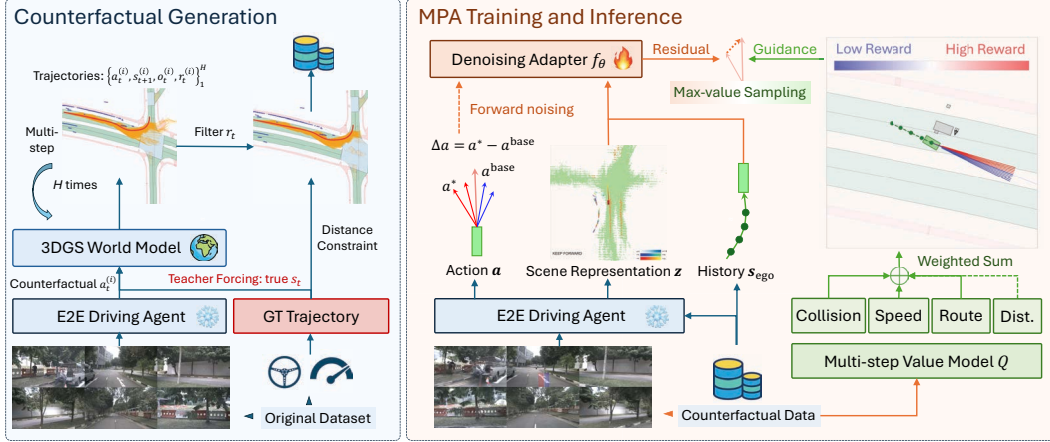 Counterfactual Generation
Trajectories: {a_t^(i), s_{t+1}^(i), o_t^(i), r_t^(i)}_1^H
Multi-
step
Filter r_t
H times
3DGS World Model
Distance
Constraint
Counterfactual a_t^(i)
Teacher Forcing: true s_t
E2E Driving Agent
GT Trajectory
Original Dataset
MPA Training and Inference
Denoising Adapter f_θ
Residual
Guidance
Max-value Sampling
Low Reward
High Reward
Forward noising
Δa = a* − a^base
a*
a^base
KEEP FORWARD
Action a
Scene Representation z
History s_ego
E2E Driving Agent
Counterfactual Data
Weighted Sum
Collision
Speed
Route
Dist.
Multi-step Value Model Q